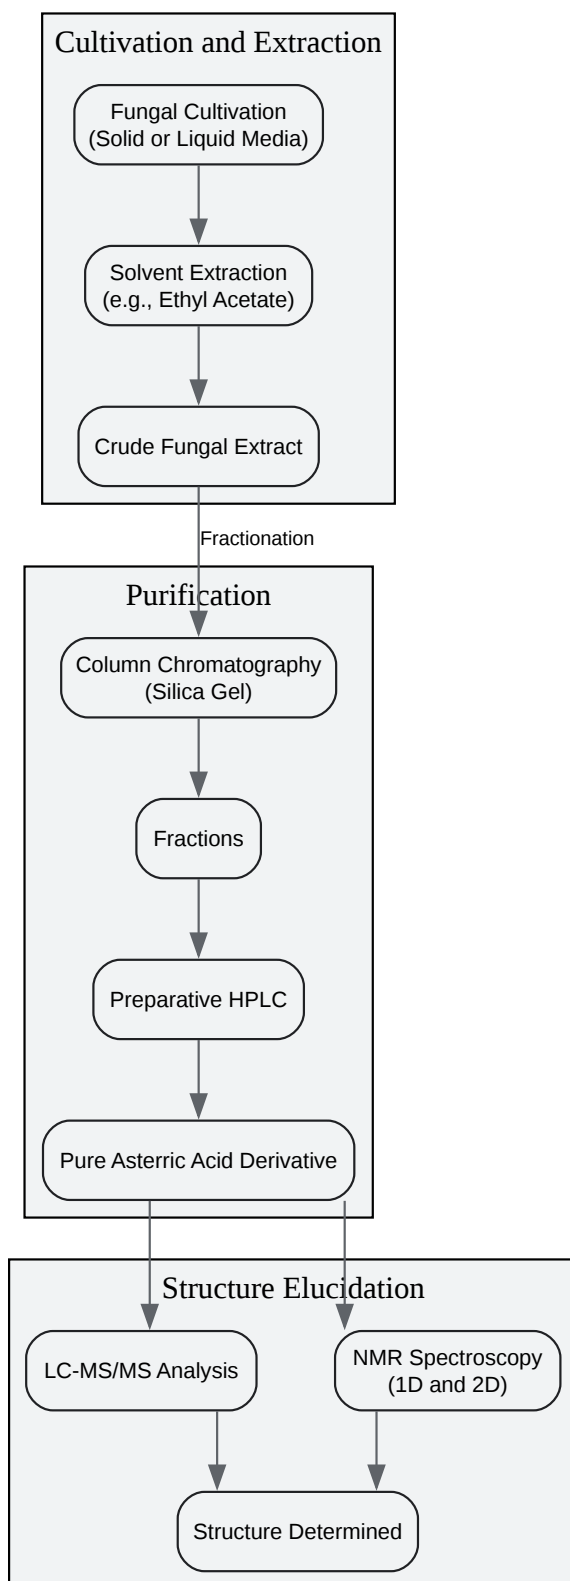 Cultivation and Extraction
Fungal Cultivation
(Solid or Liquid Media)
Solvent Extraction
(e.g., Ethyl Acetate)
Crude Fungal Extract
Fractionation
Purification
Column Chromatography
(Silica Gel)
Fractions
Preparative HPLC
Pure Asterric Acid Derivative
Structure Elucidation
LC-MS/MS Analysis
NMR Spectroscopy
(1D and 2D)
Structure Determined